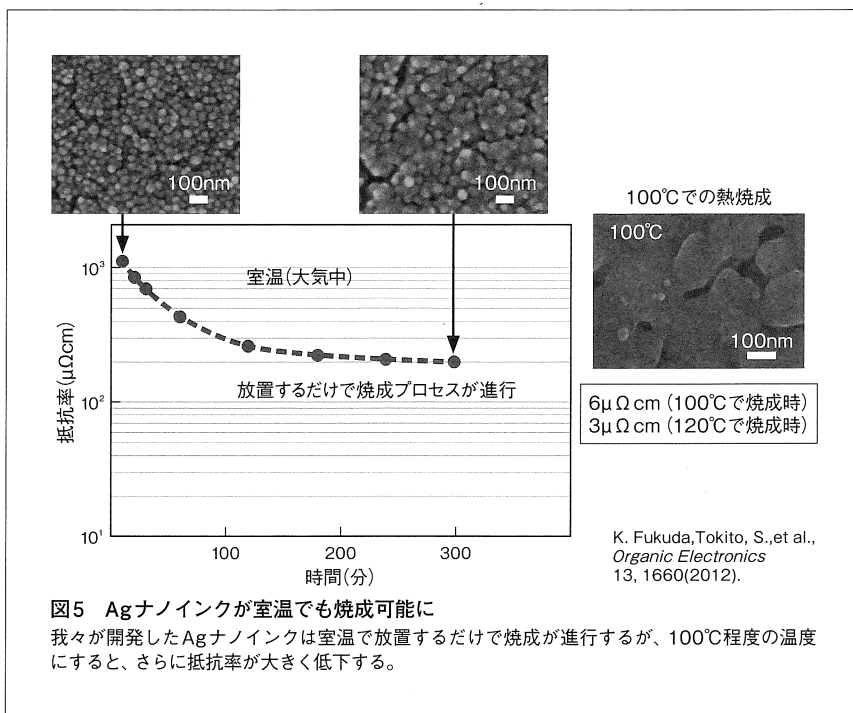 100nm
100nm
100℃での熱焼成
100℃
100nm
10³
室温(大気中)
放置するだけで焼成プロセスが進行
10²
抵抗率(μΩcm)
10¹
100
200
300
時間(分)
6μΩcm(100℃で焼成時)
3μΩcm(120℃で焼成時)
K. Fukuda,Tokito, S.,et al.,
Organic Electronics
13, 1660(2012).
図5 Agナノインクが室温でも焼成可能に
我々が開発したAgナノインクは室温で放置するだけで焼成が進行するが、100℃程度の温度
にすると、さらに抵抗率が大きく低下する。